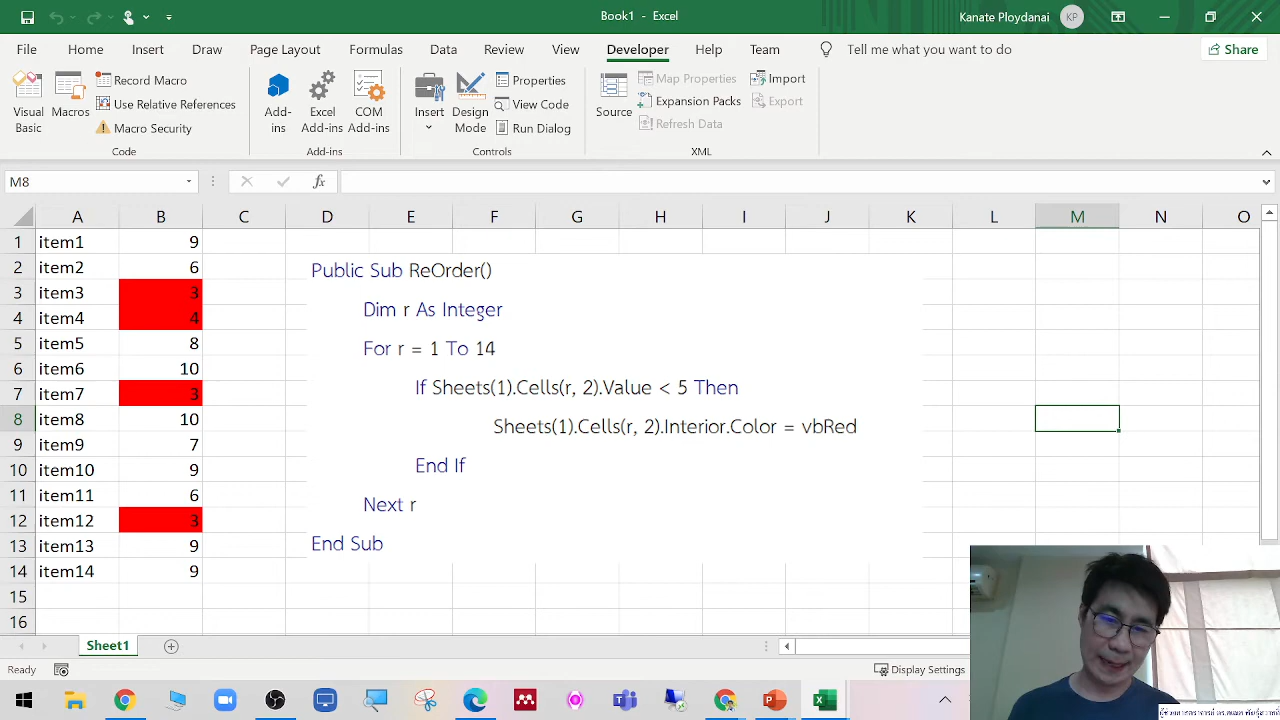 Book1 - Excel
Kanate Ploydanai KP
File Home Insert Draw Page Layout Formulas Data Review View Developer Help Team Tell me what you want to do Share
Visual Basic
Macros
Record Macro
Use Relative References
Macro Security
Code
Add-ins
Excel Add-ins
COM Add-ins
Add-ins
Insert
Design Mode
Properties
View Code
Run Dialog
Controls
Source
Map Properties
Expansion Packs
Refresh Data
Import
Export
XML
M8 fx
A B C D E F G H I J K L M N O
1 item1 9
2 item2 6
3 item3 3
4 item4 4
5 item5 8
6 item6 10
7 item7 3
8 item8 10
9 item9 7
10 item10 9
11 item11 6
12 item12 3
13 item13 9
14 item14 9
15
16
Public Sub ReOrder()
Dim r As Integer
For r = 1 To 14
If Sheets(1).Cells(r, 2).Value < 5 Then
Sheets(1).Cells(r, 2).Interior.Color = vbRed
End If
Next r
End Sub
Sheet1
Ready
Display Settings